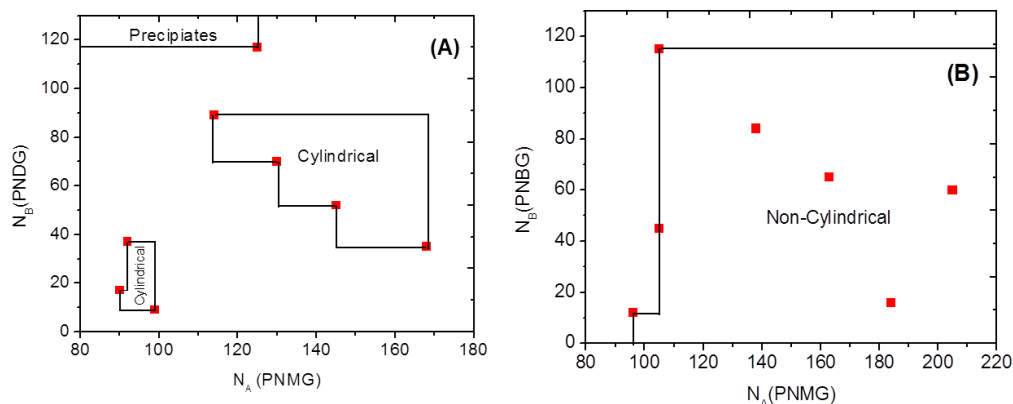 Precipiates
(A)
Cylindrical
Cylindrical
N_B(PNDG)
120
100
80
60
40
20
0
80 100 120 140 160 180
N_A (PNMG)
(B)
Non-Cylindrical
N_B(PNBG)
120
100
80
60
40
20
0
80 100 120 140 160 180 200 220
N_A(PNMG)